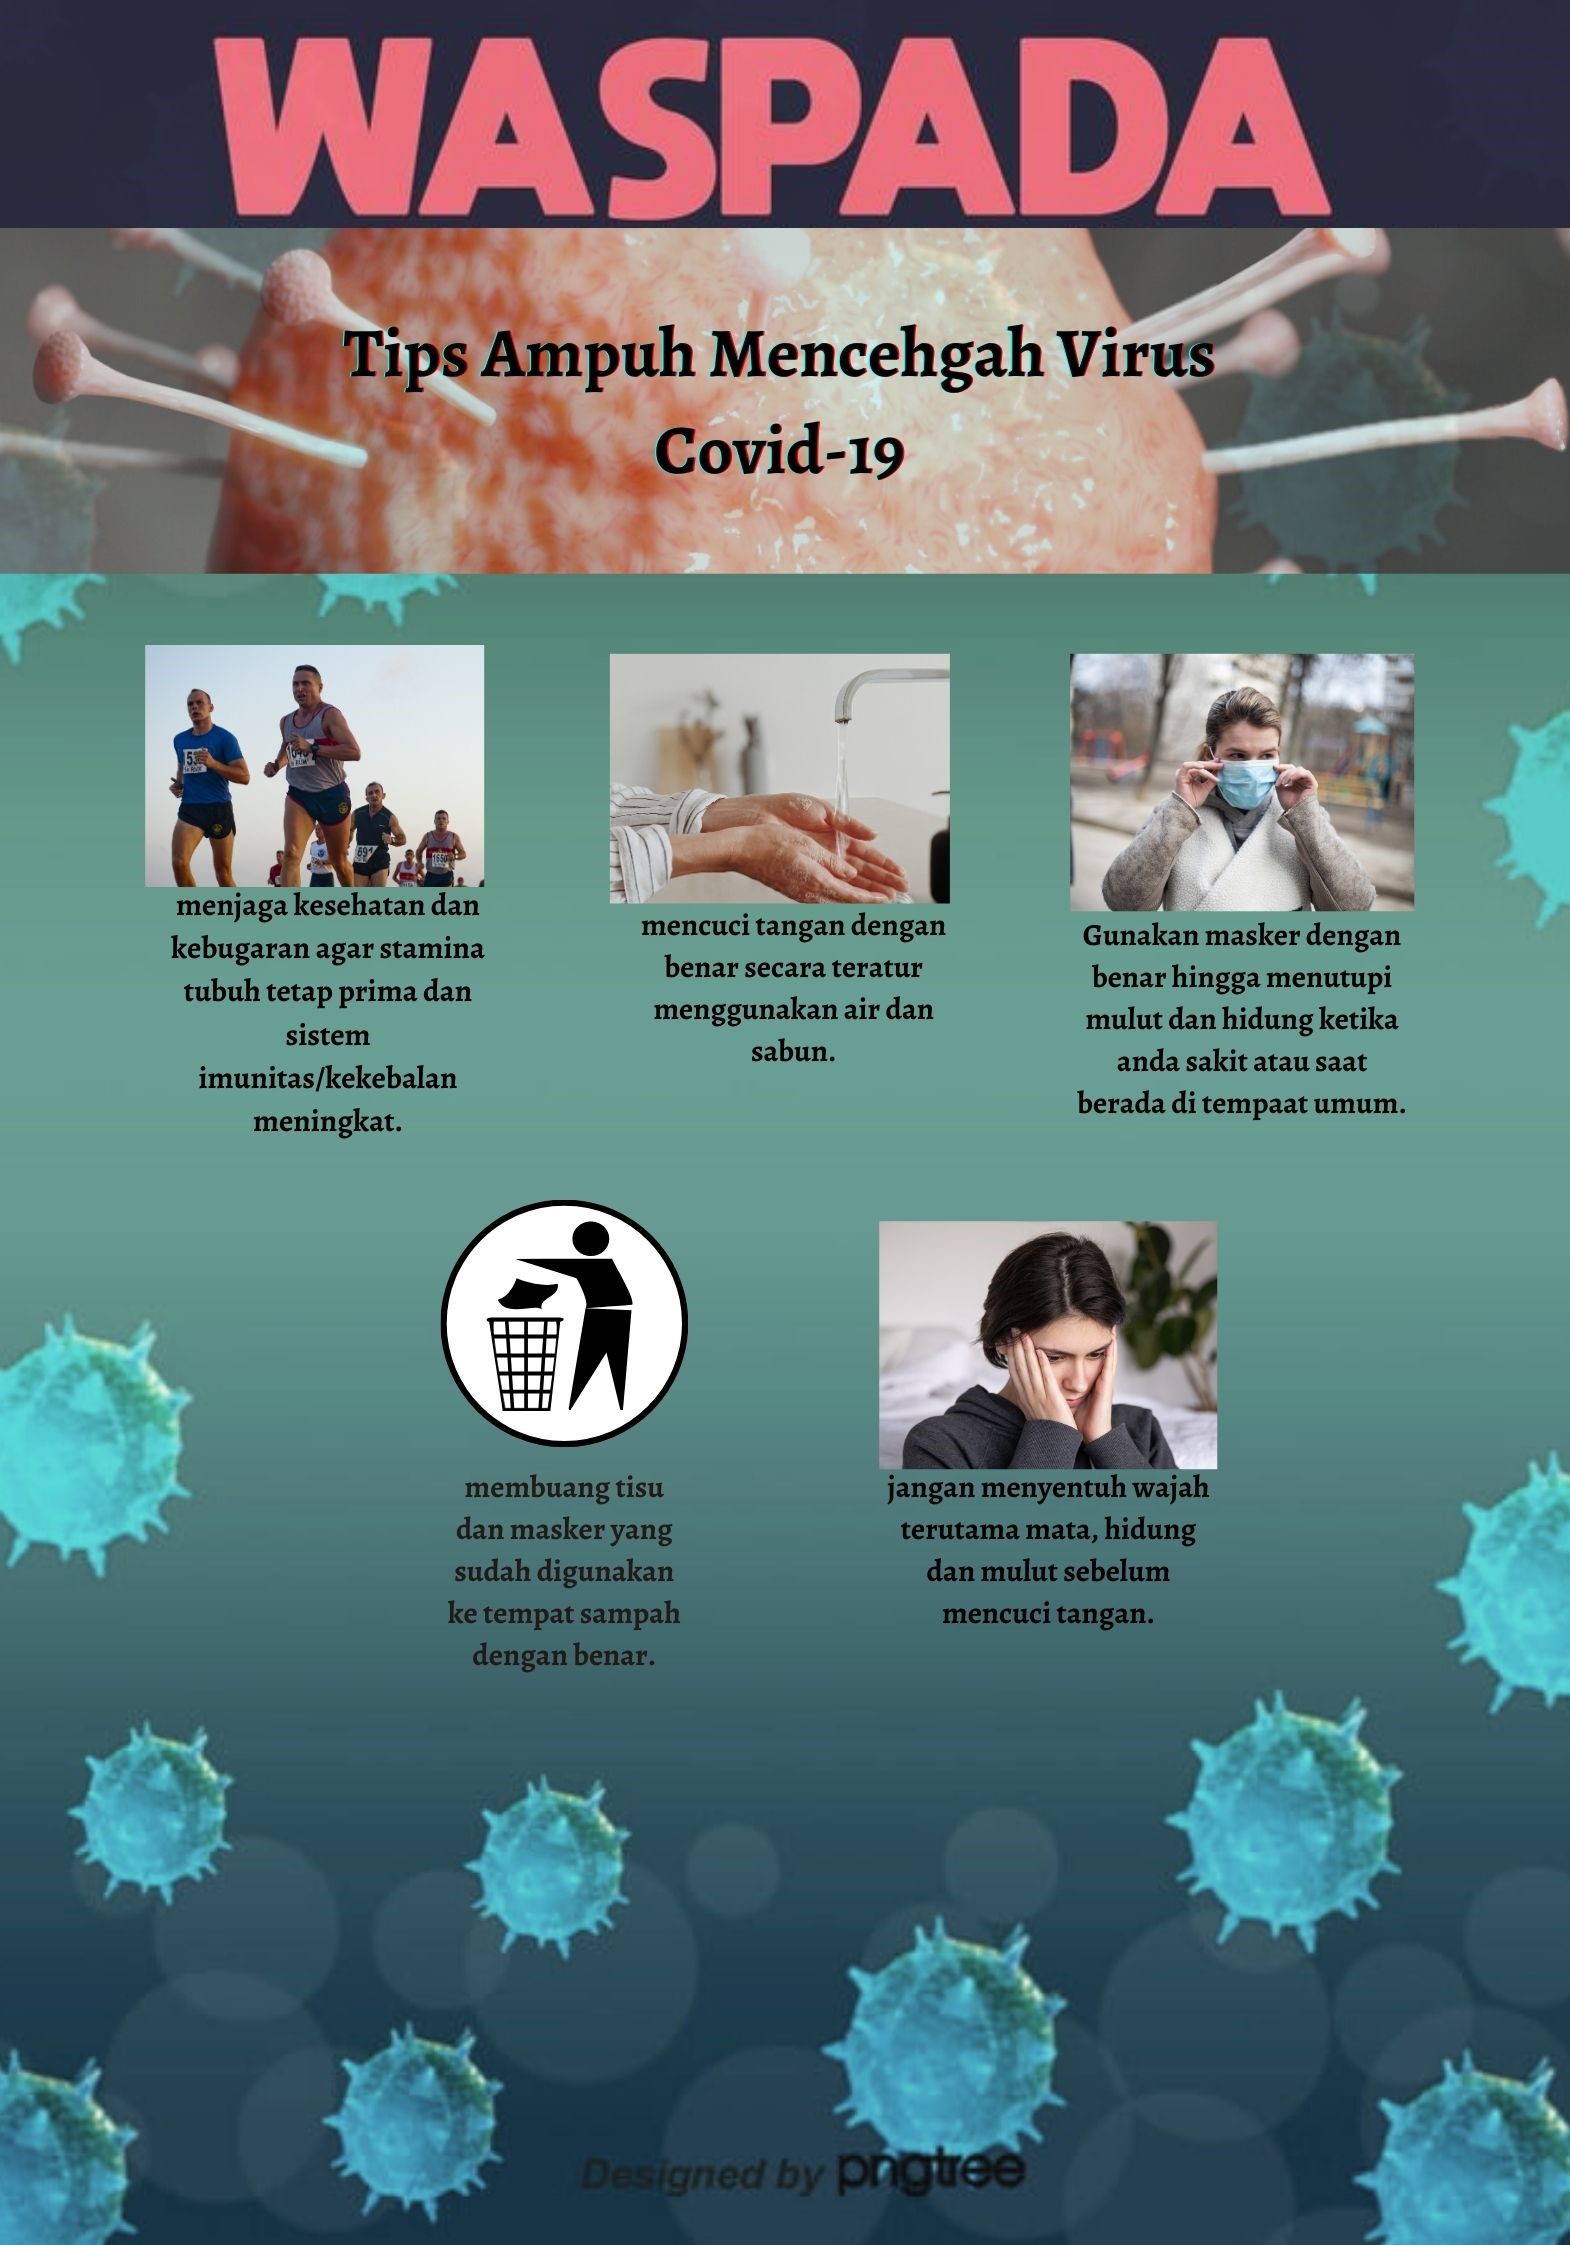 WASPADA
Tips Ampuh Mencehgah Virus
Covid-19
menjaga kesehatan dan
kebugaran agar stamina
tubuh tetap prima dan
sistem
imunitas/kekebalan
meningkat.
mencuci tangan dengan
benar secara teratur
menggunakan air dan
sabun.
Gunakan masker dengan
benar hingga menutupi
mulut dan hidung ketika
anda sakit atau saat
berada di tempaat umum.
membuang tisu
dan masker yang
sudah digunakan
ke tempat sampah
dengan benar.
jangan menyentuh wajah
terutama mata, hidung
dan mulut sebelum
mencuci tangan.
Designed by pngtree